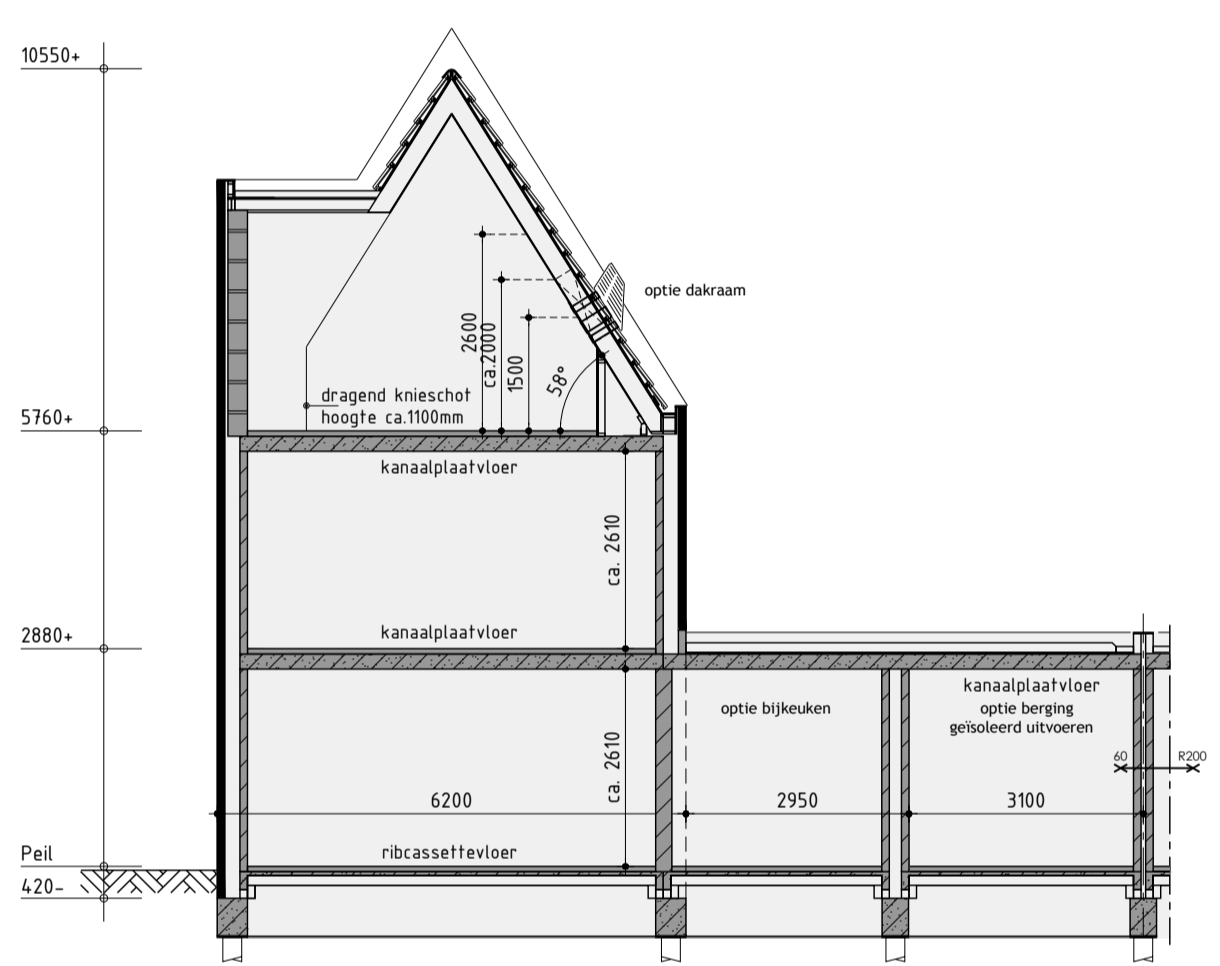 10550+
optie dakraam
2600
ca.2000
1500
58°
dragend knieschot
hoogte ca.1100mm
5760+
kanaalplaatvloer
ca. 2610
kanaalplaatvloer
2880+
kanaalplaatvloer
optie bijkeuken
optie berging
geïsoleerd uitvoeren
60
R200
ca. 2610
6200
2950
3100
Peil
ribcassettevloer
420-